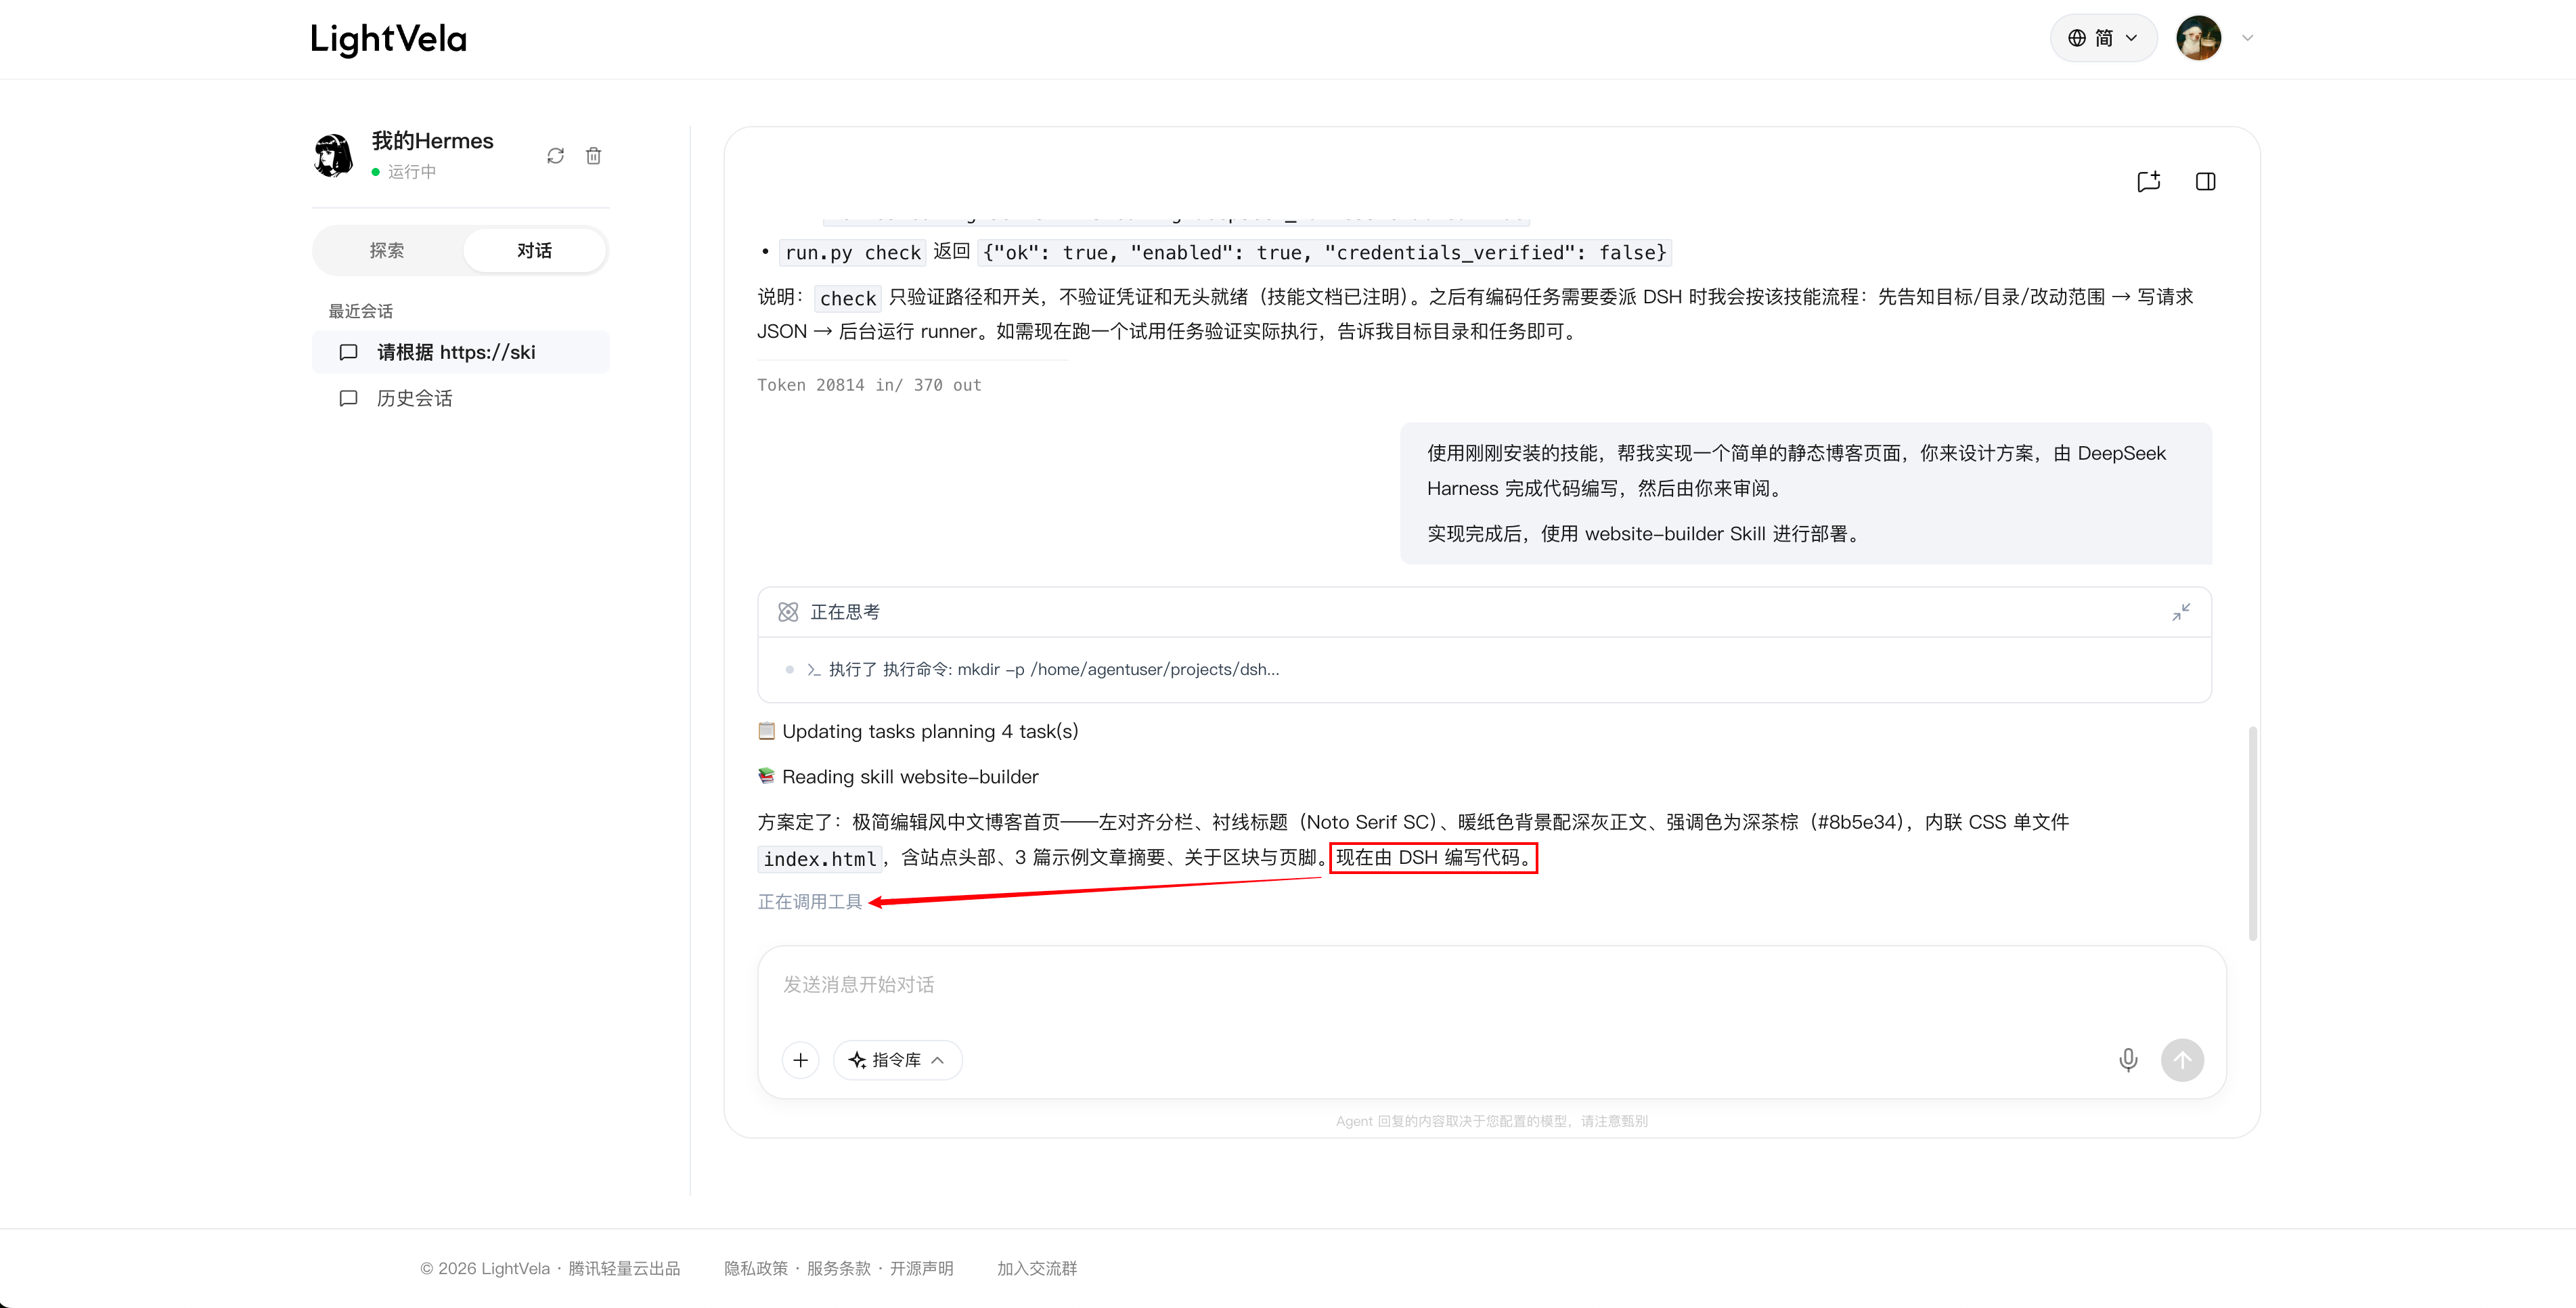 LightVela
简
我的Hermes
运行中
探索
对话
最近会话
请根据 https://ski
历史会话
• run.py check 返回 {"ok": true, "enabled": true, "credentials_verified": false}
说明：check 只验证路径和开关，不验证凭证和无头就绪（技能文档已注明）。之后有编码任务需要委派 DSH 时我会按该技能流程：先告知目标/目录/改动范围 → 写请求
JSON → 后台运行 runner。如需现在跑一个试用任务验证实际执行，告诉我目标目录和任务即可。
Token 20814 in/ 370 out
使用刚刚安装的技能，帮我实现一个简单的静态博客页面，你来设计方案，由 DeepSeek
Harness 完成代码编写，然后由你来审阅。
实现完成后，使用 website-builder Skill 进行部署。
正在思考
>_ 执行了 执行命令: mkdir -p /home/agentuser/projects/dsh...
Updating tasks planning 4 task(s)
Reading skill website-builder
方案定了：极简编辑风中文博客首页——左对齐分栏、衬线标题（Noto Serif SC）、暖纸色背景配深灰正文、强调色为深茶棕（#8b5e34），内联 CSS 单文件
index.html，含站点头部、3 篇示例文章摘要、关于区块与页脚。现在由 DSH 编写代码。
正在调用工具
发送消息开始对话
指令库
Agent 回复的内容取决于您配置的模型，请注意甄别
© 2026 LightVela · 腾讯轻量云出品
隐私政策 · 服务条款 · 开源声明
加入交流群